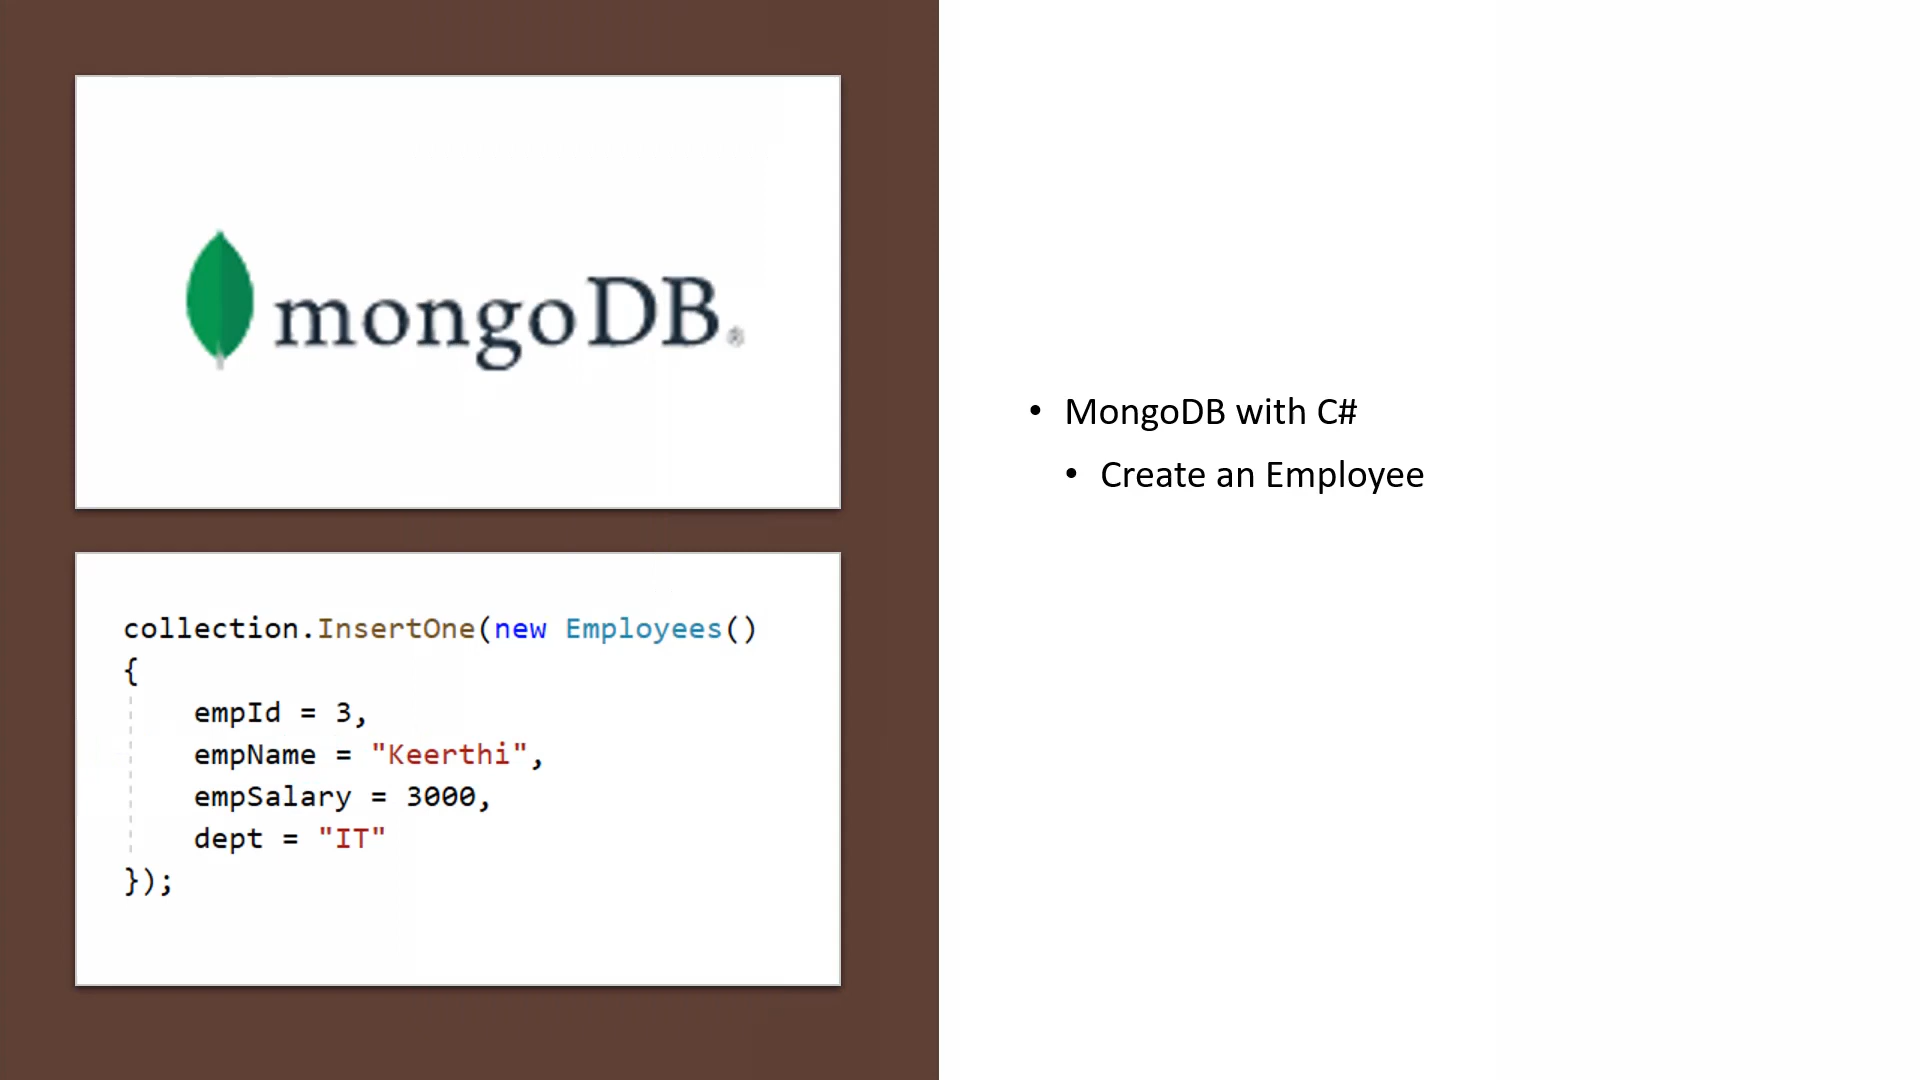 mongoDB®
collection.InsertOne(new Employees()
{
empId = 3,
empName = "Keerthi",
empSalary = 3000,
dept = "IT"
});
• MongoDB with C#
• Create an Employee